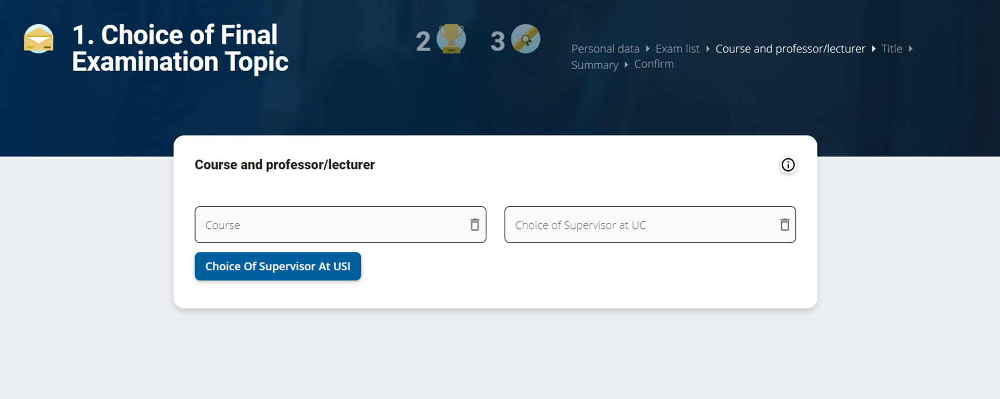 1. Choice of Final
Examination Topic
2
3
Personal data
Exam list
Course and professor/lecturer
Title
Summary
Confirm
Course and professor/lecturer
Course
Choice of Supervisor at UC
Choice Of Supervisor At USI